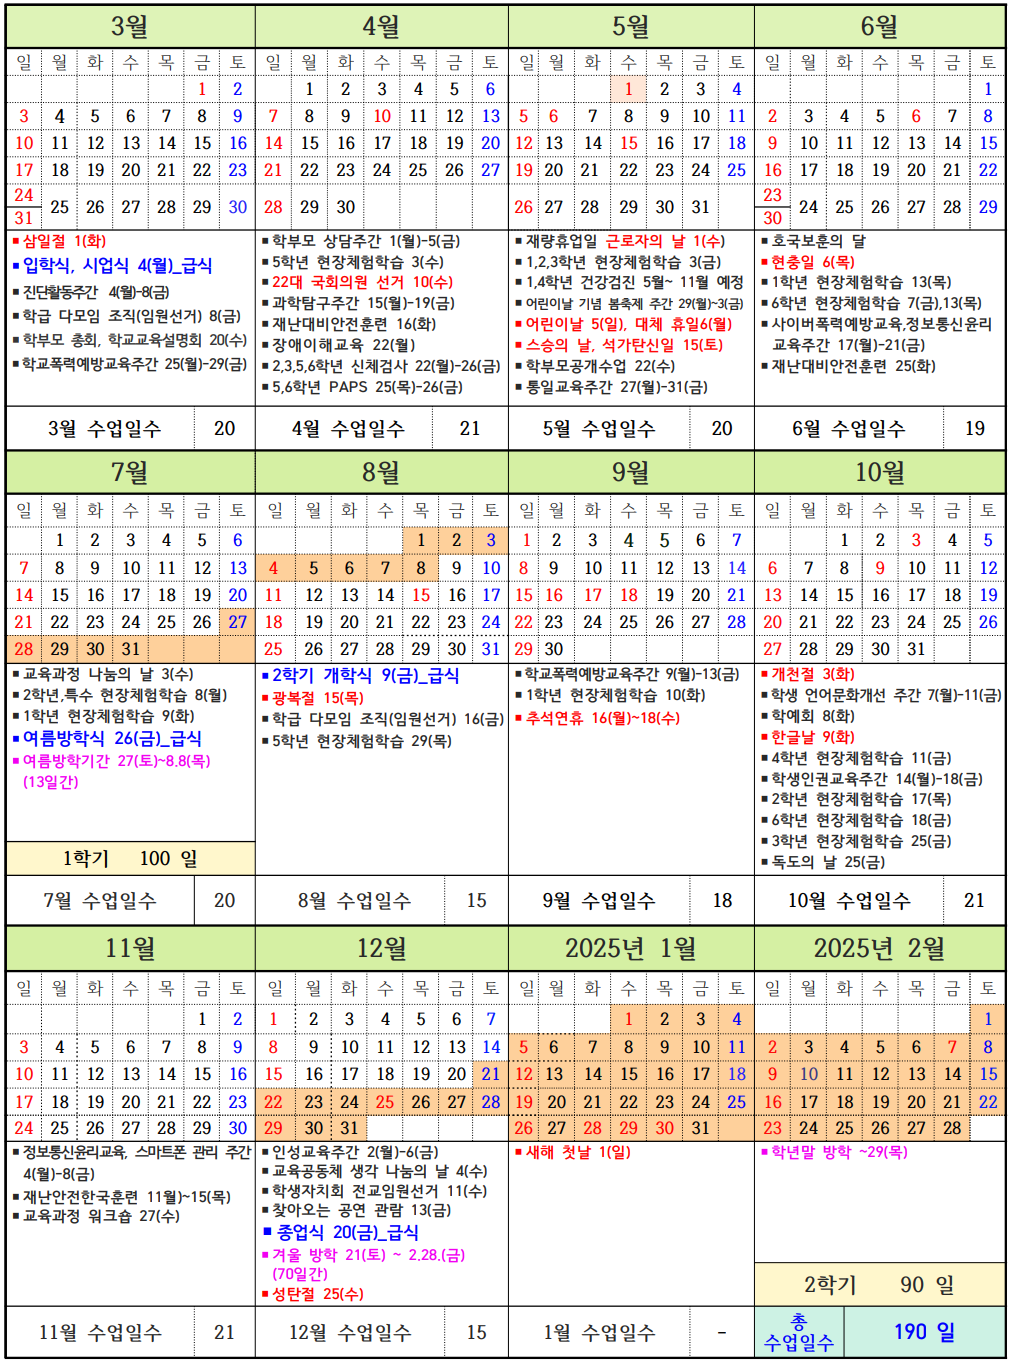 3월 4월 5월 6월
일 월 화 수 목 금 토 일 월 화 수 목 금 토 일 월 화 수 목 금 토 일 월 화 수 목 금 토
1 2 1 2 3 4 5 6 1 2 3 4 1
3 4 5 6 7 8 9 7 8 9 10 11 12 13 5 6 7 8 9 10 11 2 3 4 5 6 7 8
10 11 12 13 14 15 16 14 15 16 17 18 19 20 12 13 14 15 16 17 18 9 10 11 12 13 14 15
17 18 19 20 21 22 23 21 22 23 24 25 26 27 19 20 21 22 23 24 25 16 17 18 19 20 21 22
24 31 25 26 27 28 29 30 28 29 30 26 27 28 29 30 31 23 30 24 25 26 27 28 29
▪ 삼일절 1(화)
▪ 입학식, 시업식 4(월)_급식
▪ 진단활동주간 4(월)-8(금)
▪ 학급 다모임 조직(임원선거) 8(금)
▪ 학부모 총회, 학교교육설명회 20(수)
▪ 학교폭력예방교육주간 25(월)-29(금)
▪ 학부모 상담주간 1(월)-5(금)
▪ 5학년 현장체험학습 3(수)
▪ 22대 국회의원 선거 10(수)
▪ 과학탐구주간 15(월)-19(금)
▪ 재난대비안전훈련 16(화)
▪ 장애이해교육 22(월)
▪ 2,3,5,6학년 신체검사 22(월)-26(금)
▪ 5,6학년 PAPS 25(목)-26(금)
▪ 재량휴업일 근로자의 날 1(수)
▪ 1,2,3학년 현장체험학습 3(금)
▪ 1,4학년 건강검진 5월~ 11월 예정
▪ 어린이날 기념 봄축제 주간 29(월)~3(금)
▪ 어린이날 5(일), 대체 휴일6(월)
▪ 스승의 날, 석가탄신일 15(토)
▪ 학부모공개수업 22(수)
▪ 통일교육주간 27(월)-31(금)
▪ 호국보훈의 달
▪ 현충일 6(목)
▪ 1학년 현장체험학습 13(목)
▪ 6학년 현장체험학습 7(금),13(목)
▪ 사이버폭력예방교육,정보통신윤리
교육주간 17(월)-21(금)
▪ 재난대비안전훈련 25(화)
3월 수업일수 20 4월 수업일수 21 5월 수업일수 20 6월 수업일수 19
7월 8월 9월 10월
일 월 화 수 목 금 토 일 월 화 수 목 금 토 일 월 화 수 목 금 토 일 월 화 수 목 금 토
1 2 3 4 5 6 1 2 3 1 2 3 4 5 6 7 1 2 3 4 5
7 8 9 10 11 12 13 4 5 6 7 8 9 10 8 9 10 11 12 13 14 6 7 8 9 10 11 12
14 15 16 17 18 19 20 11 12 13 14 15 16 17 15 16 17 18 19 20 21 13 14 15 16 17 18 19
21 22 23 24 25 26 27 18 19 20 21 22 23 24 22 23 24 25 26 27 28 20 21 22 23 24 25 26
28 29 30 31 25 26 27 28 29 30 31 29 30 27 28 29 30 31
▪ 교육과정 나눔의 날 3(수)
▪ 2학년,특수 현장체험학습 8(월)
▪ 1학년 현장체험학습 9(화)
▪ 여름방학식 26(금)_급식
▪ 여름방학기간 27(토)~8.8(목)
(13일간)
1학기 100 일
▪ 2학기 개학식 9(금)_급식
▪ 광복절 15(목)
▪ 학급 다모임 조직(임원선거) 16(금)
▪ 5학년 현장체험학습 29(목)
▪ 학교폭력예방교육주간 9(월)-13(금)
▪ 1학년 현장체험학습 10(화)
▪ 추석연휴 16(월)~18(수)
▪ 개천절 3(화)
▪ 학생 언어문화개선 주간 7(월)-11(금)
▪ 학예회 8(화)
▪ 한글날 9(화)
▪ 4학년 현장체험학습 11(금)
▪ 학생인권교육주간 14(월)-18(금)
▪ 2학년 현장체험학습 17(목)
▪ 6학년 현장체험학습 18(금)
▪ 3학년 현장체험학습 25(금)
▪ 독도의 날 25(금)
7월 수업일수 20 8월 수업일수 15 9월 수업일수 18 10월 수업일수 21
11월 12월 2025년 1월 2025년 2월
일 월 화 수 목 금 토 일 월 화 수 목 금 토 일 월 화 수 목 금 토 일 월 화 수 목 금 토
1 2 1 2 3 4 5 6 7 1 2 3 4 1
3 4 5 6 7 8 9 8 9 10 11 12 13 14 5 6 7 8 9 10 11 2 3 4 5 6 7 8
10 11 12 13 14 15 16 15 16 17 18 19 20 21 12 13 14 15 16 17 18 9 10 11 12 13 14 15
17 18 19 20 21 22 23 22 23 24 25 26 27 28 19 20 21 22 23 24 25 16 17 18 19 20 21 22
24 25 26 27 28 29 30 29 30 31 26 27 28 29 30 31 23 24 25 26 27 28
▪ 정보통신윤리교육, 스마트폰 관리 주간
4(월)-8(금)
▪ 재난안전한국훈련 11월)~15(목)
▪ 교육과정 워크숍 27(수)
▪ 인성교육주간 2(월)-6(금)
▪ 교육공동체 생각 나눔의 날 4(수)
▪ 학생자치회 전교임원선거 11(수)
▪ 찾아오는 공연 관람 13(금)
▪ 종업식 20(금)_급식
▪ 겨울 방학 21(토) ~ 2.28.(금)
(70일간)
▪ 성탄절 25(수)
▪ 새해 첫날 1(일)
▪ 학년말 방학 ~29(목)
2학기 90 일
11월 수업일수 21 12월 수업일수 15 1월 수업일수 - 총 수업일수 190 일